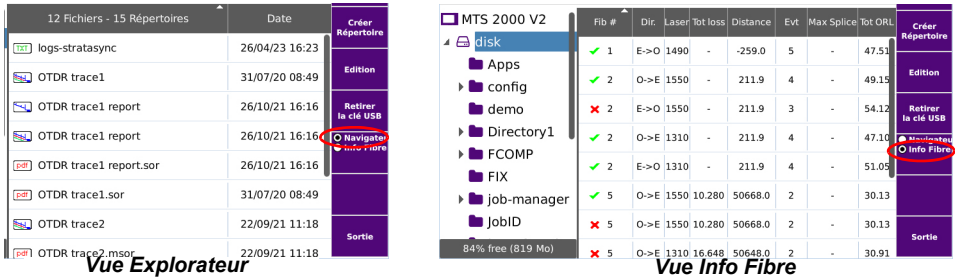 12 Fichiers - 15 Répertoires Date
TXT logs-stratasync 26/04/23 16:23
OTDR trace1 31/07/20 08:49
OTDR trace1 report 26/10/21 16:16
OTDR trace1 report 26/10/21 16:16
pdf OTDR trace1 report.sor 26/10/21 16:16
pdf OTDR trace1.sor 31/07/20 08:49
OTDR trace2 22/09/21 11:18
pdf OTDR trace2.msor 22/09/21 11:18
Créer
Répertoire
Edition
Retirer
la clé USB
Navigateu
Info Fibre
Sortie
Vue Explorateur
MTS 2000 V2
disk
Apps
config
demo
Directory1
FCOMP
FIX
job-manager
JobID
84% free (819 Mo)
Fib # Dir. Laser Tot loss Distance Evt Max Splice Tot ORL
1 E->O 1490 - -259.0 5 - 47.51
2 O->E 1550 - 211.9 4 - 49.15
2 E->O 1550 - 211.9 3 - 54.12
2 O->E 1310 - 211.9 4 - 47.10
2 E->O 1310 - 211.9 4 - 51.05
5 O->E 1550 10.280 50668.0 2 - 30.13
5 O->E 1550 10.280 50668.0 2 - 30.13
5 O->E 1310 16.648 50648.0 2 - 30.91
Créer
Répertoire
Edition
Retirer
la clé USB
Navigateu
Info Fibre
Sortie
Vue Info Fibre